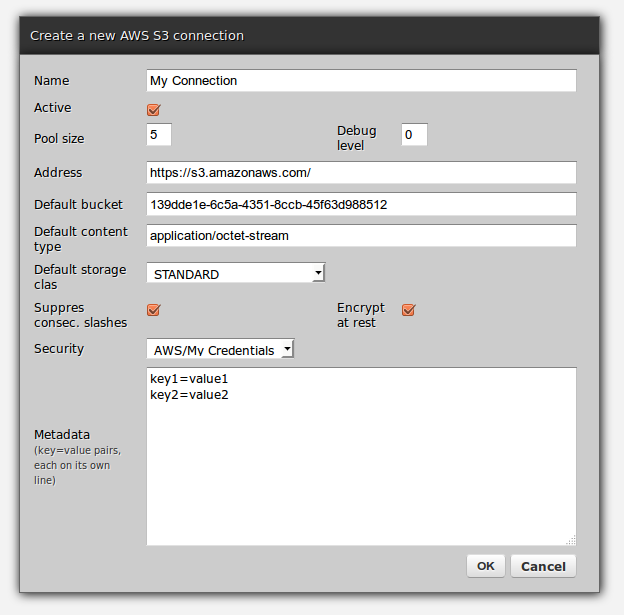 Create a new AWS S3 connection
Name My Connection
Active
Pool size 5 Debug level 0
Address https://s3.amazonaws.com/
Default bucket 139dde1e-6c5a-4351-8ccb-45f63d988512
Default content type application/octet-stream
Default storage clas STANDARD
Suppres consec. slashes Encrypt at rest
Security AWS/My Credentials
key1=value1
key2=value2
Metadata
(key=value pairs,
each on its own
line)
OK Cancel